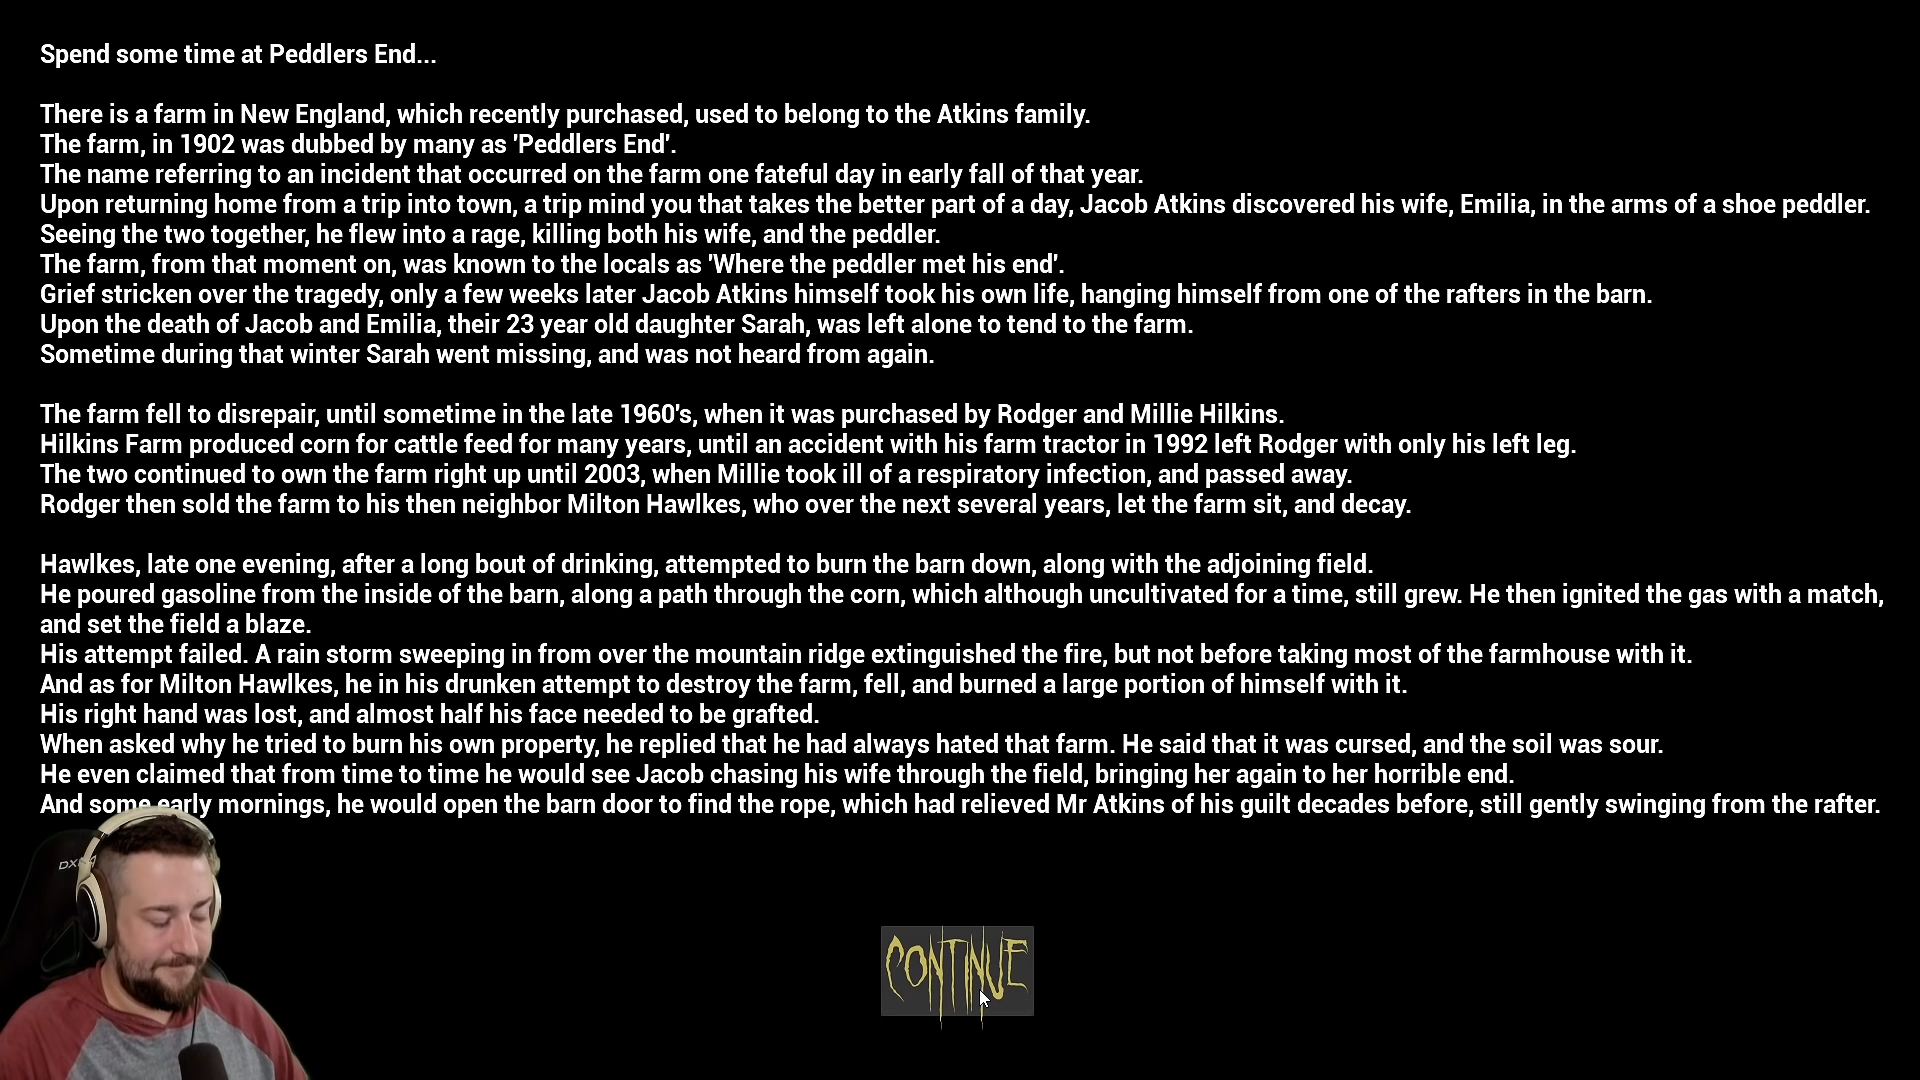 Spend some time at Peddlers End...
There is a farm in New England, which recently purchased, used to belong to the Atkins family.
The farm, in 1902 was dubbed by many as 'Peddlers End'.
The name referring to an incident that occurred on the farm one fateful day in early fall of that year.
Upon returning home from a trip into town, a trip mind you that takes the better part of a day, Jacob Atkins discovered his wife, Emilia, in the arms of a shoe peddler.
Seeing the two together, he flew into a rage, killing both his wife, and the peddler.
The farm, from that moment on, was known to the locals as 'Where the peddler met his end'.
Grief stricken over the tragedy, only a few weeks later Jacob Atkins himself took his own life, hanging himself from one of the rafters in the barn.
Upon the death of Jacob and Emilia, their 23 year old daughter Sarah, was left alone to tend to the farm.
Sometime during that winter Sarah went missing, and was not heard from again.
The farm fell to disrepair, until sometime in the late 1960's, when it was purchased by Rodger and Millie Hilkins.
Hilkins Farm produced corn for cattle feed for many years, until an accident with his farm tractor in 1992 left Rodger with only his left leg.
The two continued to own the farm right up until 2003, when Millie took ill of a respiratory infection, and passed away.
Rodger then sold the farm to his then neighbor Milton Hawlkes, who over the next several years, let the farm sit, and decay.
Hawlkes, late one evening, after a long bout of drinking, attempted to burn the barn down, along with the adjoining field.
He poured gasoline from the inside of the barn, along a path through the corn, which although uncultivated for a time, still grew. He then ignited the gas with a match,
and set the field a blaze.
His attempt failed. A rain storm sweeping in from over the mountain ridge extinguished the fire, but not before taking most of the farmhouse with it.
And as for Milton Hawlkes, he in his drunken attempt to destroy the farm, fell, and burned a large portion of himself with it.
His right hand was lost, and almost half his face needed to be grafted.
When asked why he tried to burn his own property, he replied that he had always hated that farm. He said that it was cursed, and the soil was sour.
He even claimed that from time to time he would see Jacob chasing his wife through the field, bringing her again to her horrible end.
And some early mornings, he would open the barn door to find the rope, which had relieved Mr Atkins of his guilt decades before, still gently swinging from the rafter.
CONTINUE